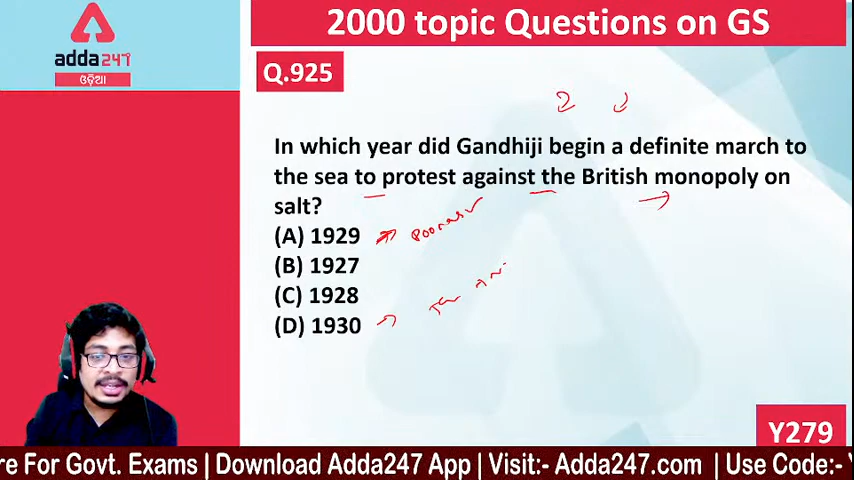 2000 topic Questions on GS
adda247
ଓଡ଼ିଆ
Q.925
In which year did Gandhiji begin a definite march to
the sea to protest against the British monopoly on
salt?
(A) 1929
(B) 1927
(C) 1928
(D) 1930
Y279
re For Govt. Exams | Download Adda247 App | Visit:- Adda247.com | Use Code:-